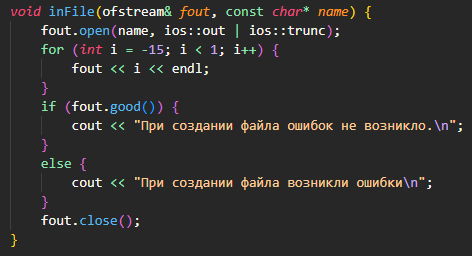 void inFile(ofstream& fout, const char* name) {
    fout.open(name, ios::out | ios::trunc);
    for (int i = -15; i < 1; i++) {
        fout << i << endl;
    }
    if (fout.good()) {
        cout << "При создании файла ошибок не возникло.\n";
    }
    else {
        cout << "При создании файла возникли ошибки\n";
    }
    fout.close();
}